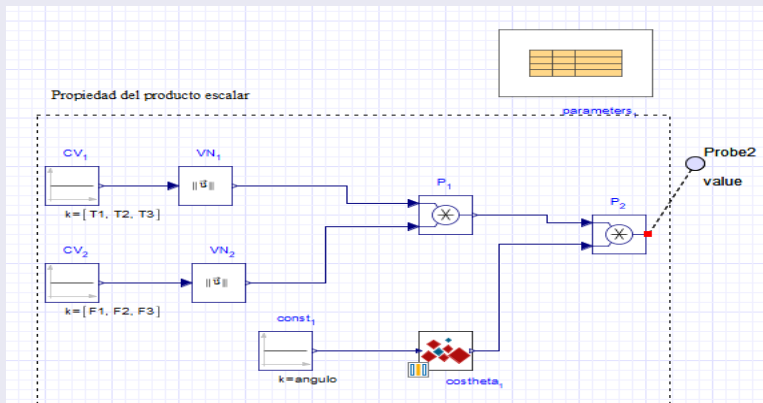 Propiedad del producto escalar
parameters₁
CV₁
VN₁
||u⃗||
k=[T1, T2, T3]
P₁
Probe2
value
P₂
CV₂
VN₂
||u⃗||
k=[F1, F2, F3]
const₁
k=angulo
costheta₁